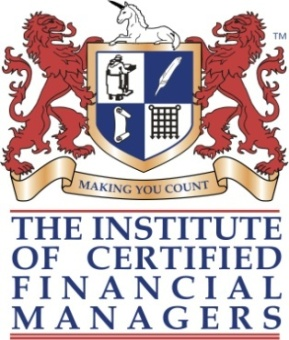 TM
MAKING YOU COUNT
THE INSTITUTE
OF CERTIFIED
FINANCIAL
MANAGERS